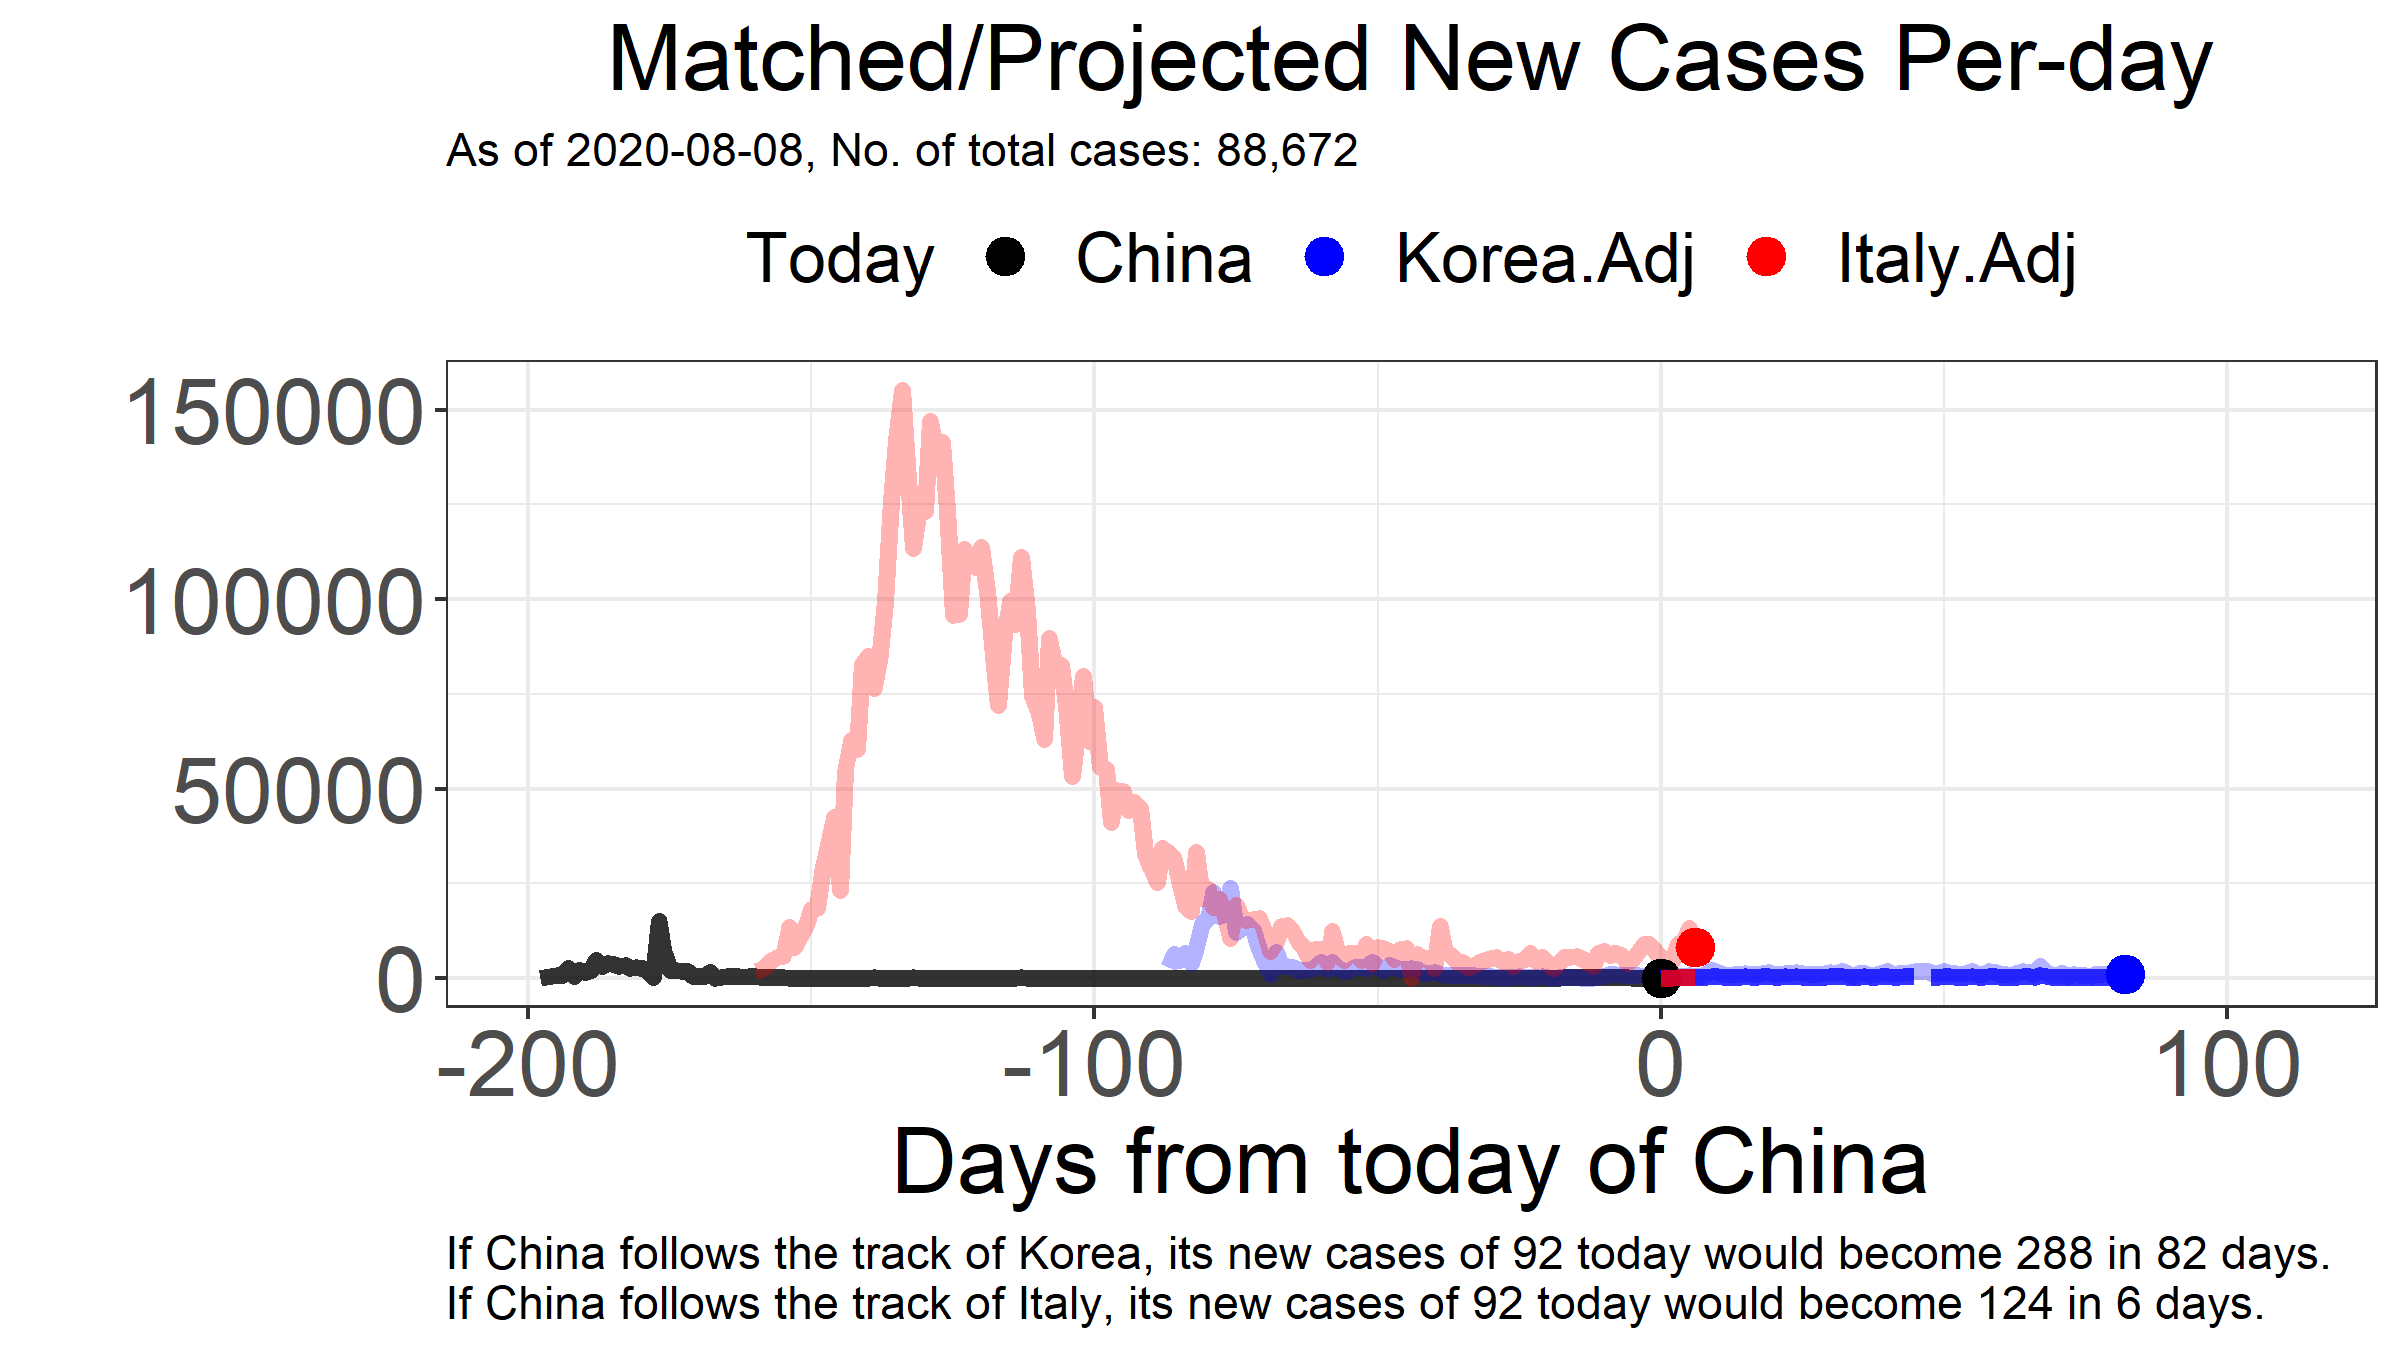 Matched/Projected New Cases Per-day
As of 2020-08-08, No. of total cases: 88,672
Today China Korea.Adj Italy.Adj
150000
100000
50000
0
-200 -100 0 100
Days from today of China
If China follows the track of Korea, its new cases of 92 today would become 288 in 82 days.
If China follows the track of Italy, its new cases of 92 today would become 124 in 6 days.